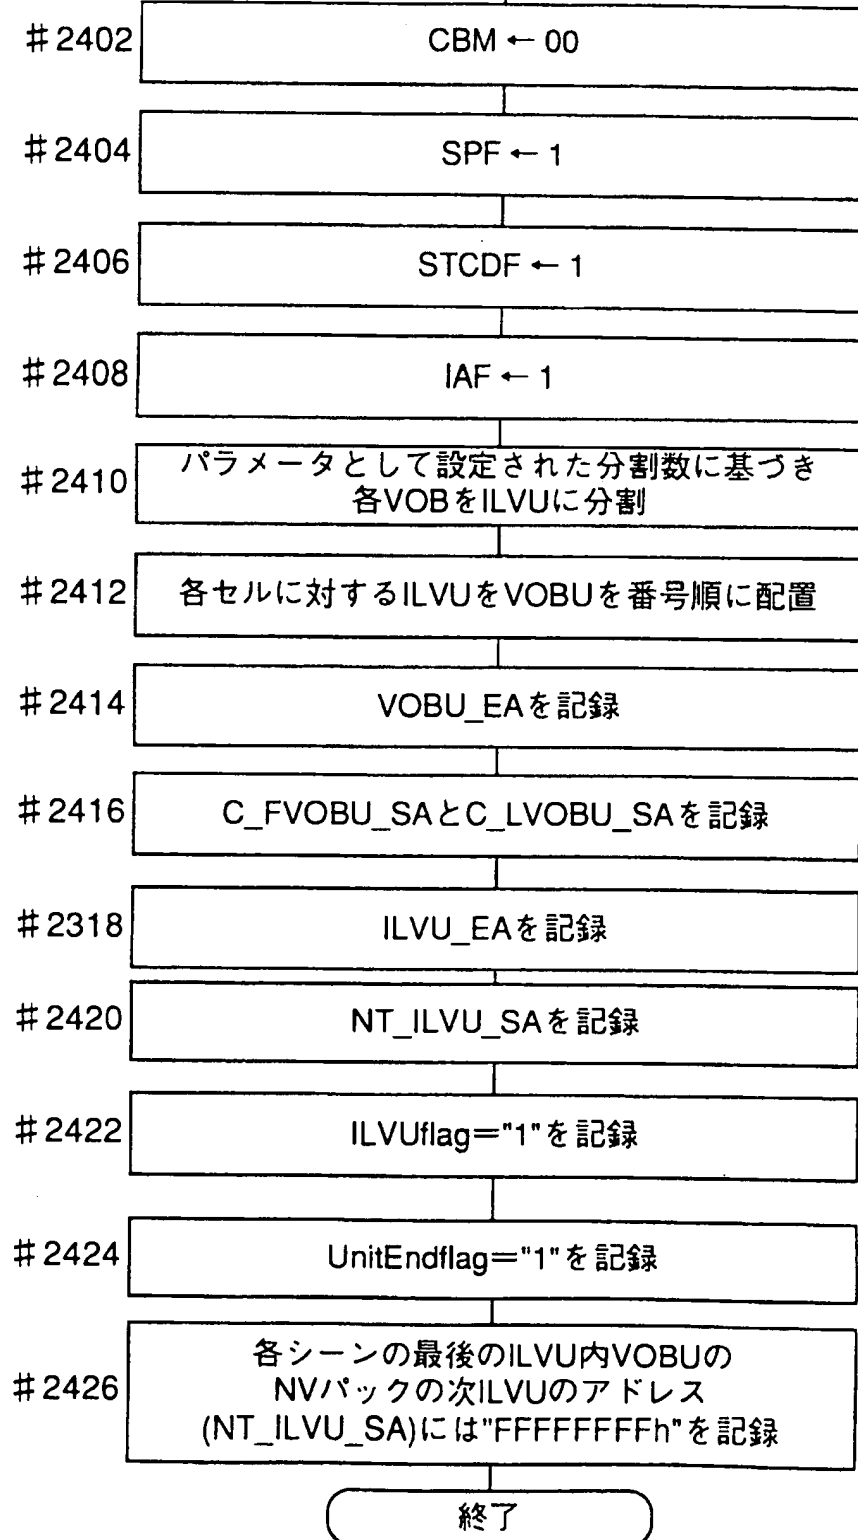 #2402 CBM ← 00
#2404 SPF ← 1
#2406 STCDF ← 1
#2408 IAF ← 1
#2410 パラメータとして設定された分割数に基づき
各VOBをILVUに分割
#2412 各セルに対するILVUをVOBUを番号順に配置
#2414 VOBU_EAを記録
#2416 C_FVOBU_SAとC_LVOBU_SAを記録
#2318 ILVU_EAを記録
#2420 NT_ILVU_SAを記録
#2422 ILVUflag="1"を記録
#2424 UnitEndflag="1"を記録
#2426 各シーンの最後のILVU内VOBUの
NVパックの次ILVUのアドレス
(NT_ILVU_SA)には"FFFFFFFFh"を記録
終了